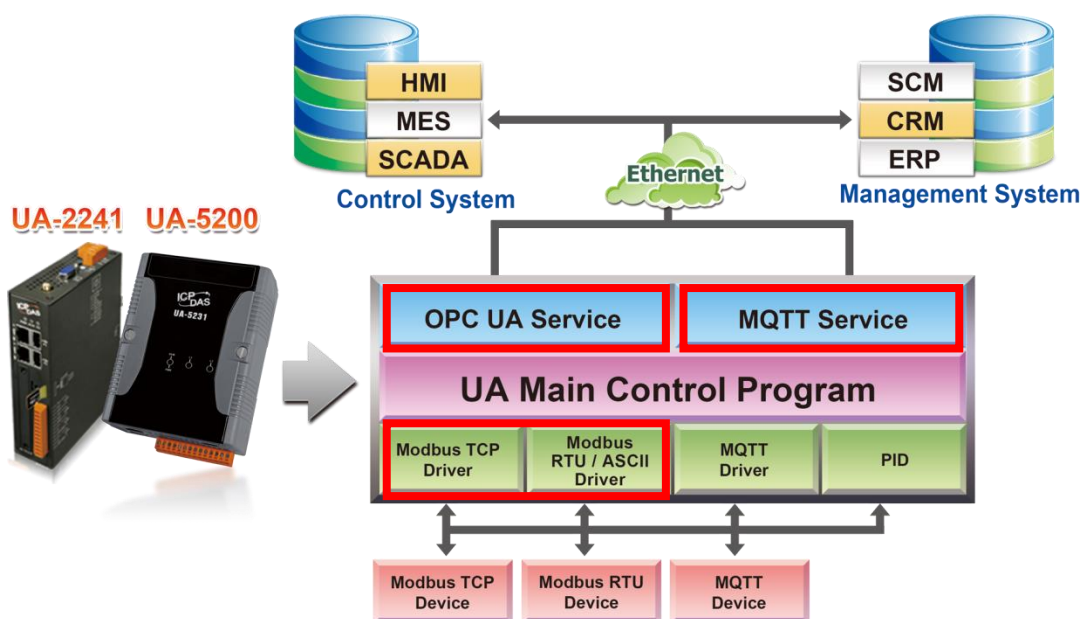 HMI
MES
SCADA
Control System
SCM
CRM
ERP
Management System
Ethernet
UA-2241 UA-5200
ICP DAS
UA-5231
OPC UA Service
MQTT Service
UA Main Control Program
Modbus TCP
Driver
Modbus
RTU / ASCII
Driver
MQTT
Driver
PID
Modbus TCP
Device
Modbus RTU
Device
MQTT
Device